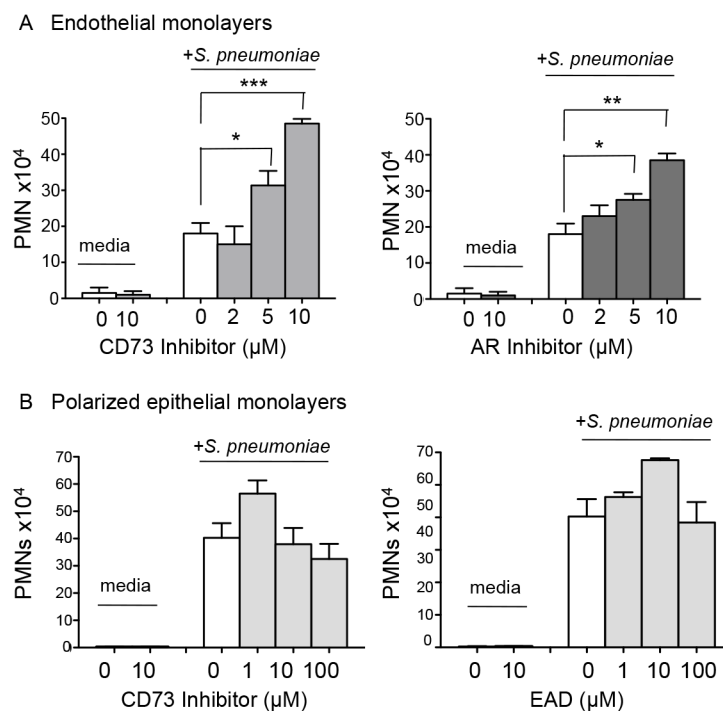 A Endothelial monolayers
+S. pneumoniae
***
*
PMN x10⁴
50
40
30
20
10
0
media
0 10 0 2 5 10
CD73 Inhibitor (µM)
+S. pneumoniae
**
*
PMN x10⁴
50
40
30
20
10
0
media
0 10 0 2 5 10
AR Inhibitor (µM)
B Polarized epithelial monolayers
+S. pneumoniae
PMNs x10⁴
70
60
50
40
30
20
10
0
media
0 10 0 1 10 100
CD73 Inhibitor (µM)
+S. pneumoniae
PMNs x10⁴
70
60
50
40
30
20
10
0
media
0 10 0 1 10 100
EAD (µM)